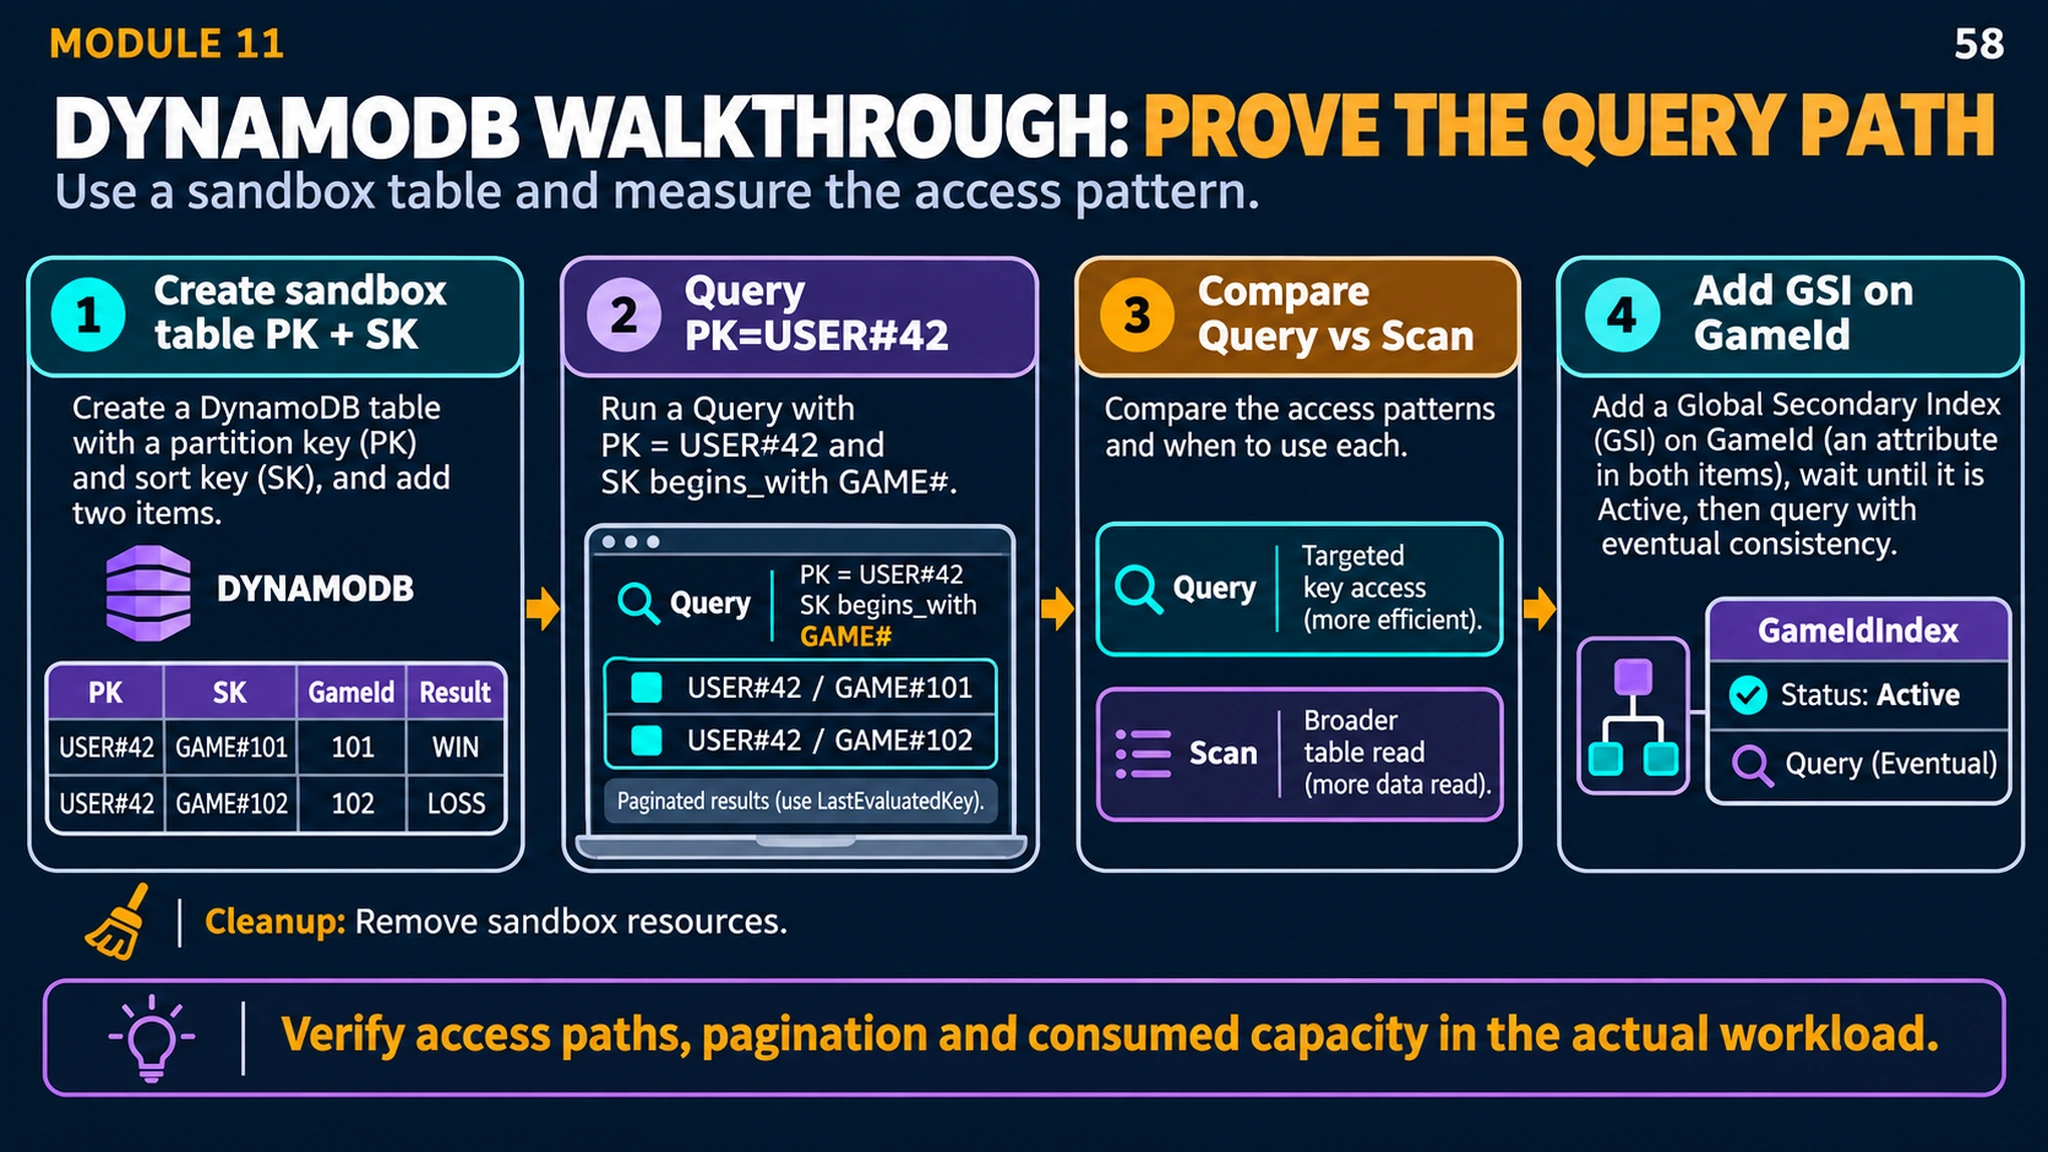 MODULE 11
58
DYNAMODB WALKTHROUGH: PROVE THE QUERY PATH
Use a sandbox table and measure the access pattern.
1
Create sandbox
table PK + SK
Create a DynamoDB table
with a partition key (PK)
and sort key (SK), and add
two items.
DYNAMODB
PK SK GameId Result
USER#42 GAME#101 101 WIN
USER#42 GAME#102 102 LOSS
2
Query
PK=USER#42
Run a Query with
PK = USER#42 and
SK begins_with GAME#.
Query
PK = USER#42
SK begins_with
GAME#
USER#42 / GAME#101
USER#42 / GAME#102
Paginated results (use LastEvaluatedKey).
3
Compare
Query vs Scan
Compare the access patterns
and when to use each.
Query
Targeted
key access
(more efficient).
Scan
Broader
table read
(more data read).
4
Add GSI on
GameId
Add a Global Secondary Index
(GSI) on GameId (an attribute
in both items), wait until it is
Active, then query with
eventual consistency.
GameIdIndex
Status: Active
Query (Eventual)
Cleanup: Remove sandbox resources.
Verify access paths, pagination and consumed capacity in the actual workload.